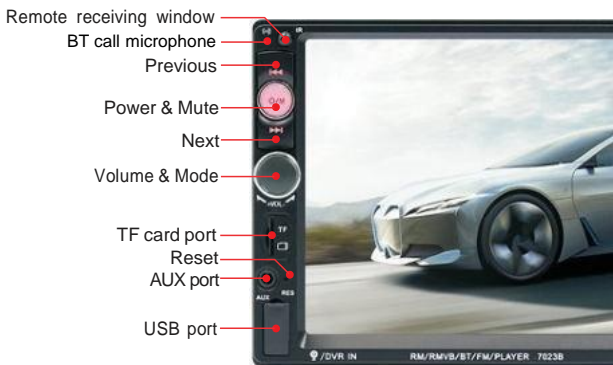 Remote receiving window
BT call microphone
IR
Previous
Power & Mute
/M
Next
Volume & Mode
VOL
TF card port
TF
Reset
AUX port
AUX RES
USB port
/DVR IN
RM/RMVB/BT/FM/PLAYER 7023B